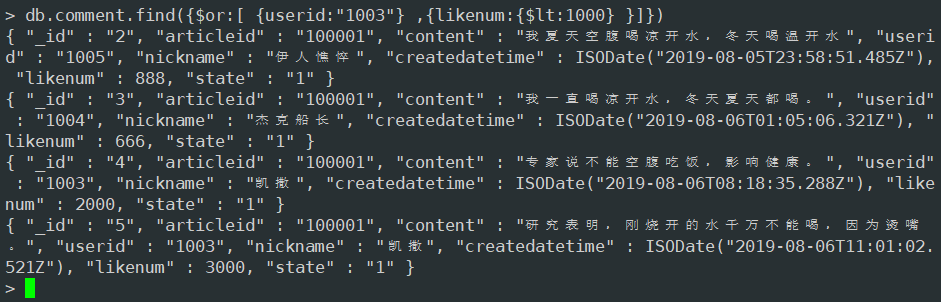 > db.comment.find({$or:[ {userid:"1003"} ,{likenum:{$lt:1000} }]})
{ "_id" : "2", "articleid" : "100001", "content" : "我夏天空腹喝凉开水，冬天喝温开水", "useri
d" : "1005", "nickname" : "伊人憔悴", "createdatetime" : ISODate("2019-08-05T23:58:51.485Z"),
 "likenum" : 888, "state" : "1" }
{ "_id" : "3", "articleid" : "100001", "content" : "我一直喝凉开水，冬天夏天都喝。", "userid"
 : "1004", "nickname" : "杰克船长", "createdatetime" : ISODate("2019-08-06T01:05:06.321Z"), "
likenum" : 666, "state" : "1" }
{ "_id" : "4", "articleid" : "100001", "content" : "专家说不能空腹吃饭，影响健康。", "userid"
 : "1003", "nickname" : "凯撒", "createdatetime" : ISODate("2019-08-06T08:18:35.288Z"), "like
num" : 2000, "state" : "1" }
{ "_id" : "5", "articleid" : "100001", "content" : "研究表明，刚烧开的水千万不能喝，因为烫嘴
。", "userid" : "1003", "nickname" : "凯撒", "createdatetime" : ISODate("2019-08-06T11:01:02.
521Z"), "likenum" : 3000, "state" : "1" }
>